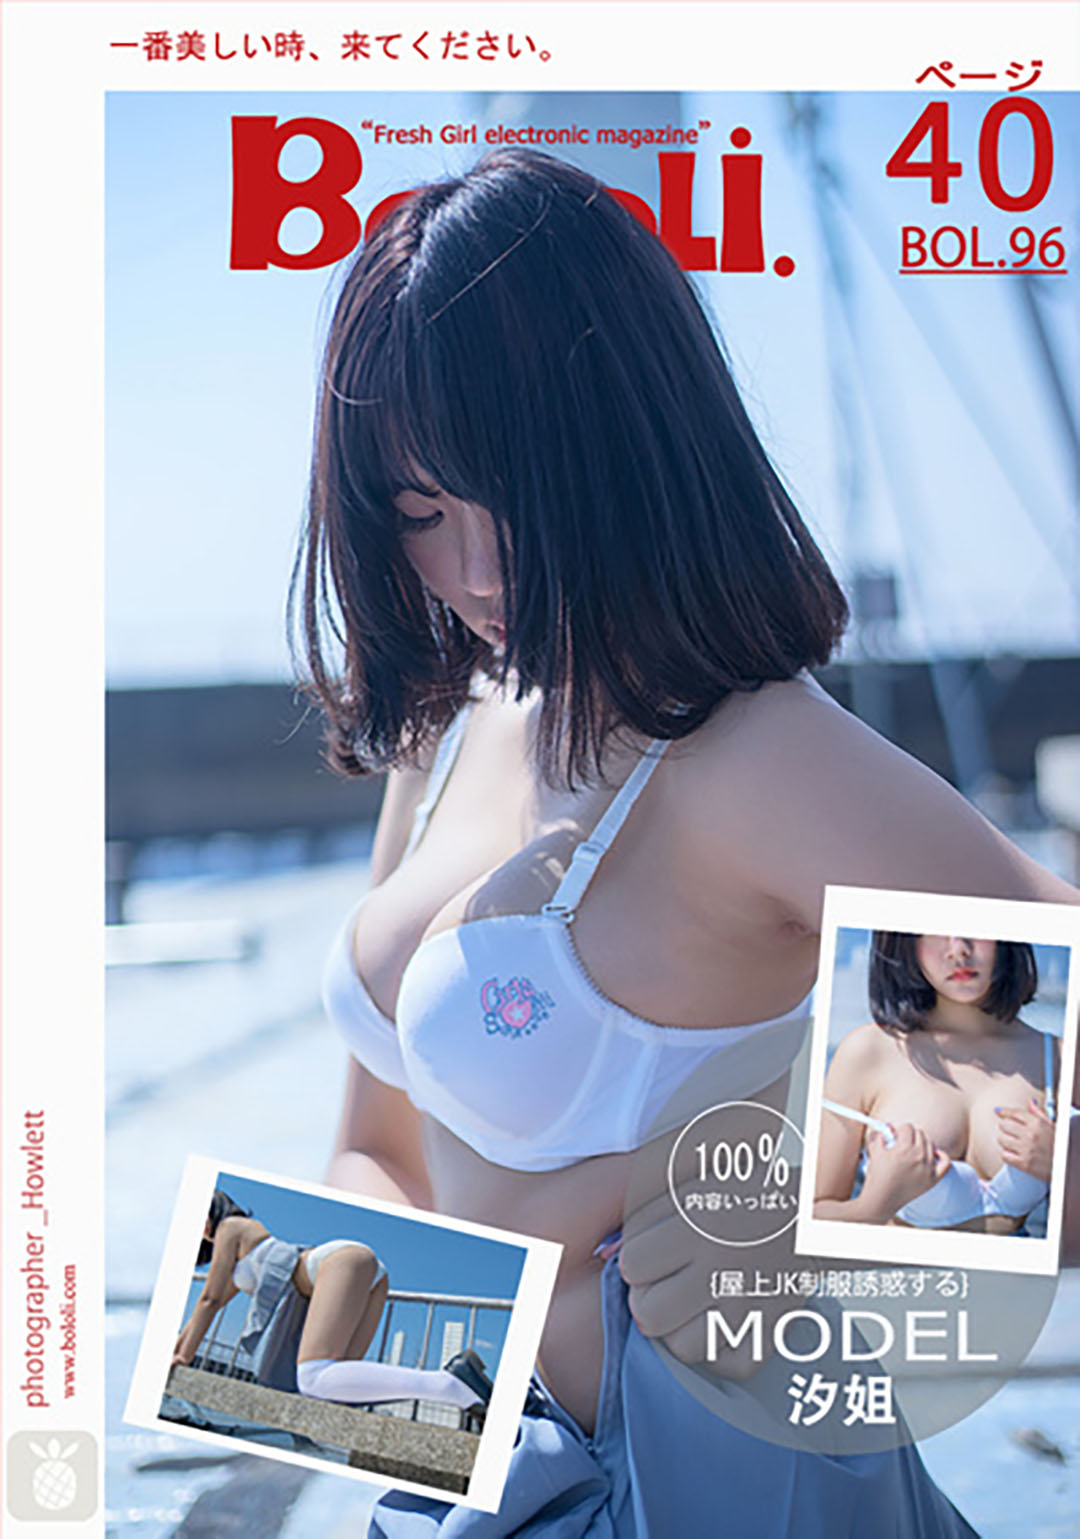 一番美しい時、来てください。
ページ
40
BOL.96
“Fresh Girl electronic magazine”
BoLoLi.
100%
内容いっぱい
{屋上JK制服誘惑する}
MODEL
汐姐
photographer _Howlett
www.bololi.com